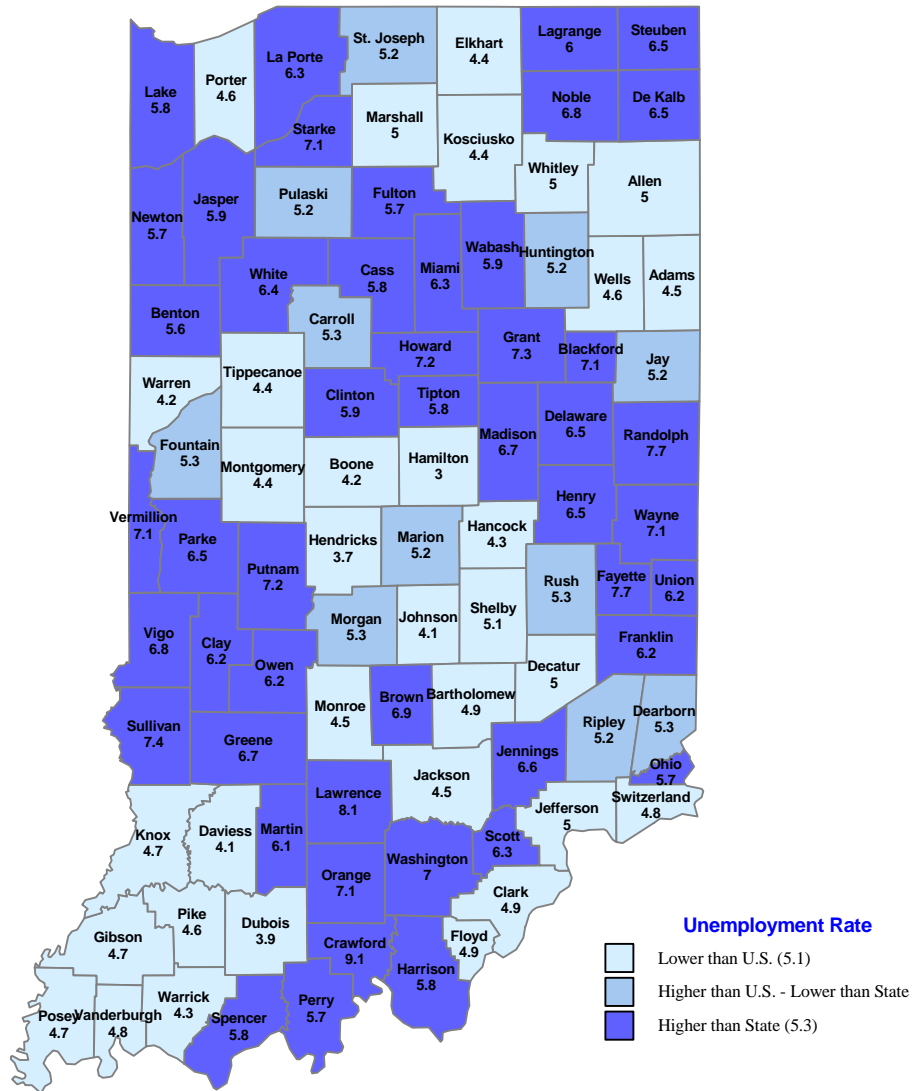 St. Joseph
5.2
Elkhart
4.4
Lagrange
6
Steuben
6.5
La Porte
6.3
Porter
4.6
Lake
5.8
Noble
6.8
De Kalb
6.5
Marshall
5
Starke
7.1
Kosciusko
4.4
Whitley
5
Allen
5
Jasper
5.9
Pulaski
5.2
Fulton
5.7
Newton
5.7
Wabash
5.9
Huntington
5.2
White
6.4
Cass
5.8
Miami
6.3
Wells
4.6
Adams
4.5
Benton
5.6
Carroll
5.3
Howard
7.2
Grant
7.3
Blackford
7.1
Jay
5.2
Tippecanoe
4.4
Warren
4.2
Clinton
5.9
Tipton
5.8
Delaware
6.5
Madison
6.7
Randolph
7.7
Fountain
5.3
Montgomery
4.4
Boone
4.2
Hamilton
3
Henry
6.5
Wayne
7.1
Vermillion
7.1
Parke
6.5
Hendricks
3.7
Marion
5.2
Hancock
4.3
Putnam
7.2
Rush
5.3
Fayette
7.7
Union
6.2
Morgan
5.3
Johnson
4.1
Shelby
5.1
Vigo
6.8
Clay
6.2
Owen
6.2
Franklin
6.2
Decatur
5
Monroe
4.5
Brown
6.9
Bartholomew
4.9
Dearborn
5.3
Ripley
5.2
Sullivan
7.4
Greene
6.7
Jennings
6.6
Ohio
5.7
Jackson
4.5
Switzerland
4.8
Lawrence
8.1
Jefferson
5
Knox
4.7
Daviess
4.1
Martin
6.1
Scott
6.3
Washington
7
Orange
7.1
Clark
4.9
Pike
4.6
Dubois
3.9
Gibson
4.7
Crawford
9.1
Floyd
4.9
Harrison
5.8
Warrick
4.3
Perry
5.7
Posey
4.7
Vanderburgh
4.8
Spencer
5.8
Unemployment Rate
Lower than U.S. (5.1)
Higher than U.S. - Lower than State
Higher than State (5.3)